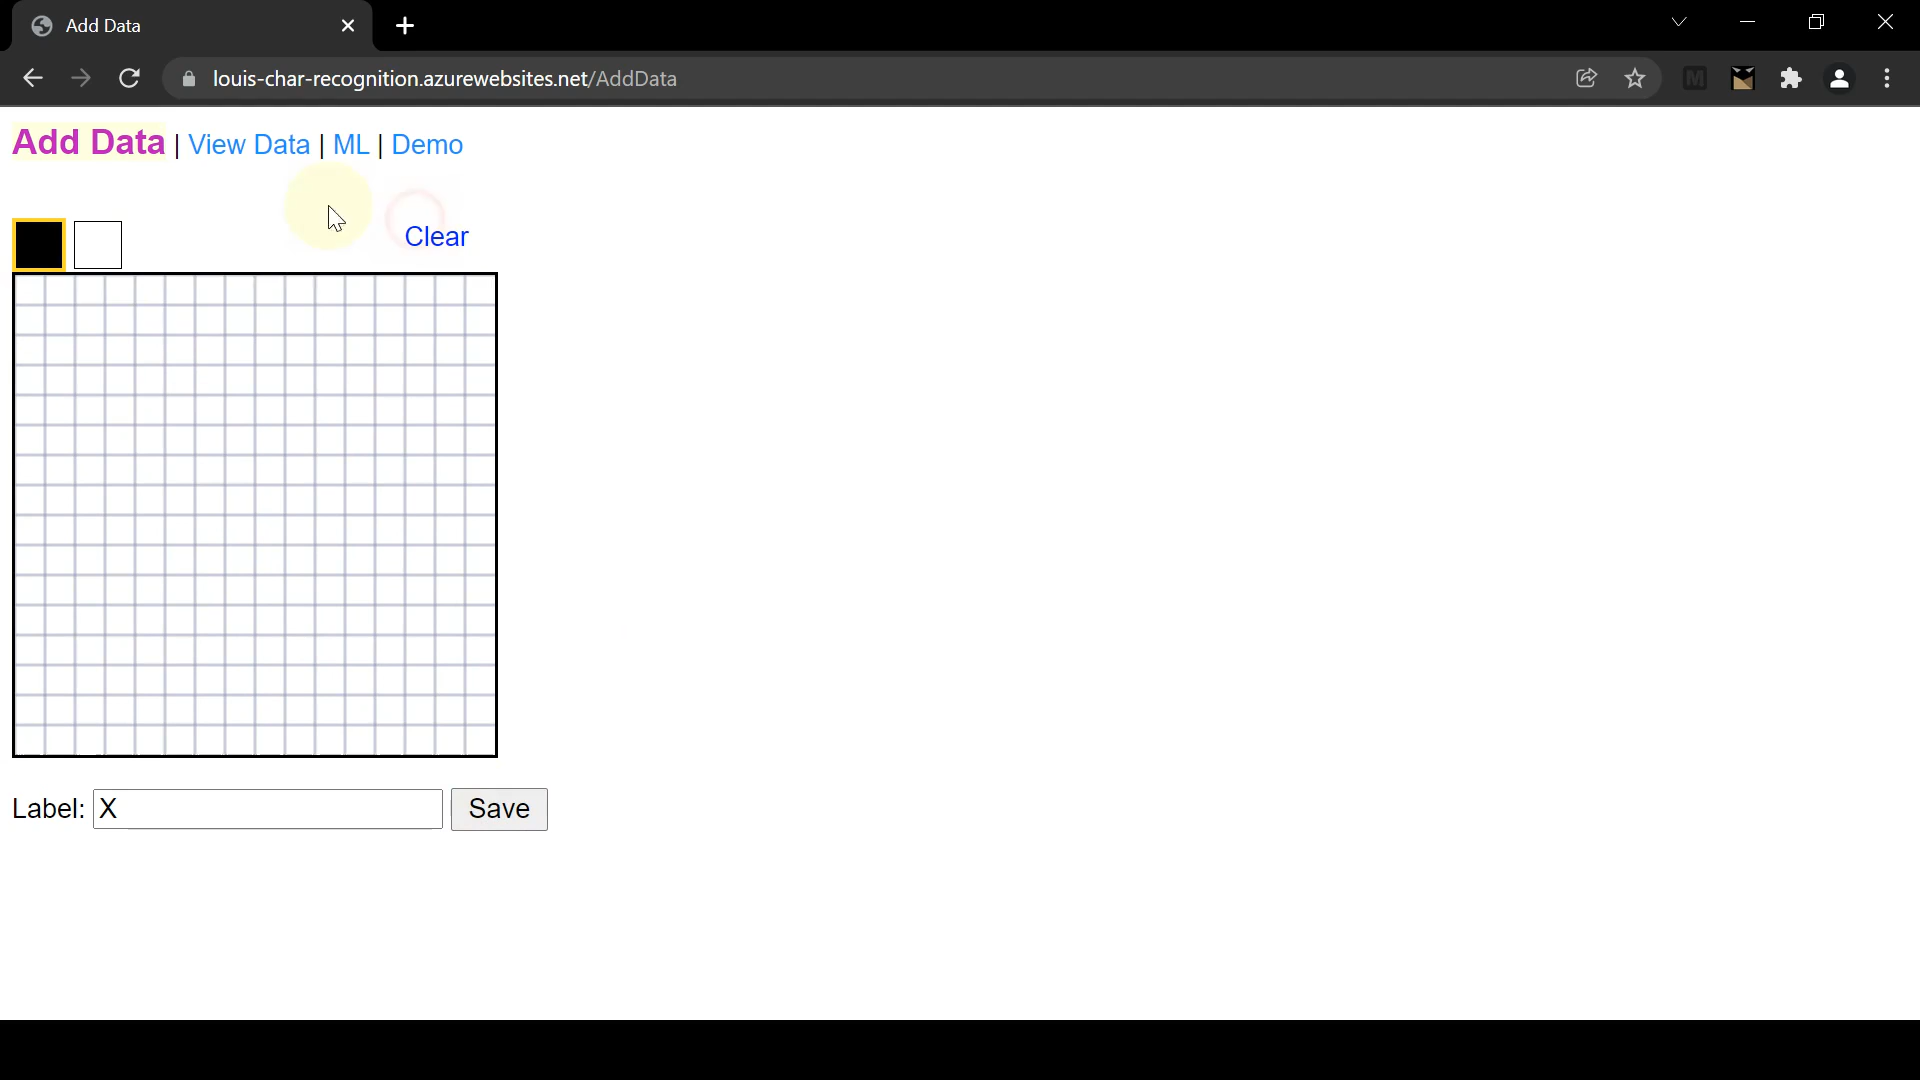 Add Data
louis-char-recognition.azurewebsites.net/AddData
Add Data | View Data | ML | Demo
Clear
Label: X Save